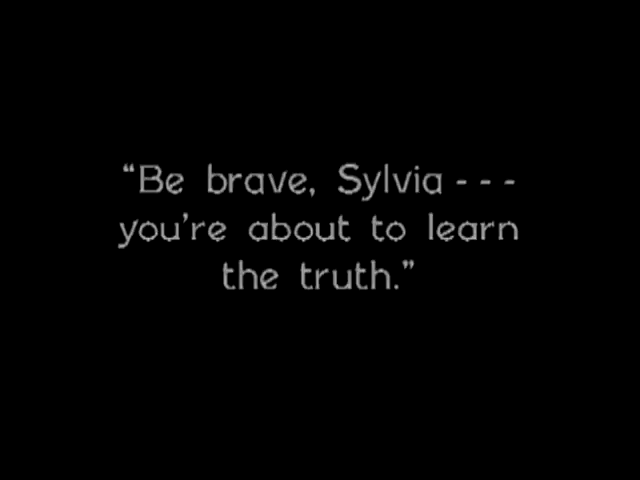 “Be brave, Sylvia - - -
you’re about to learn
the truth.”